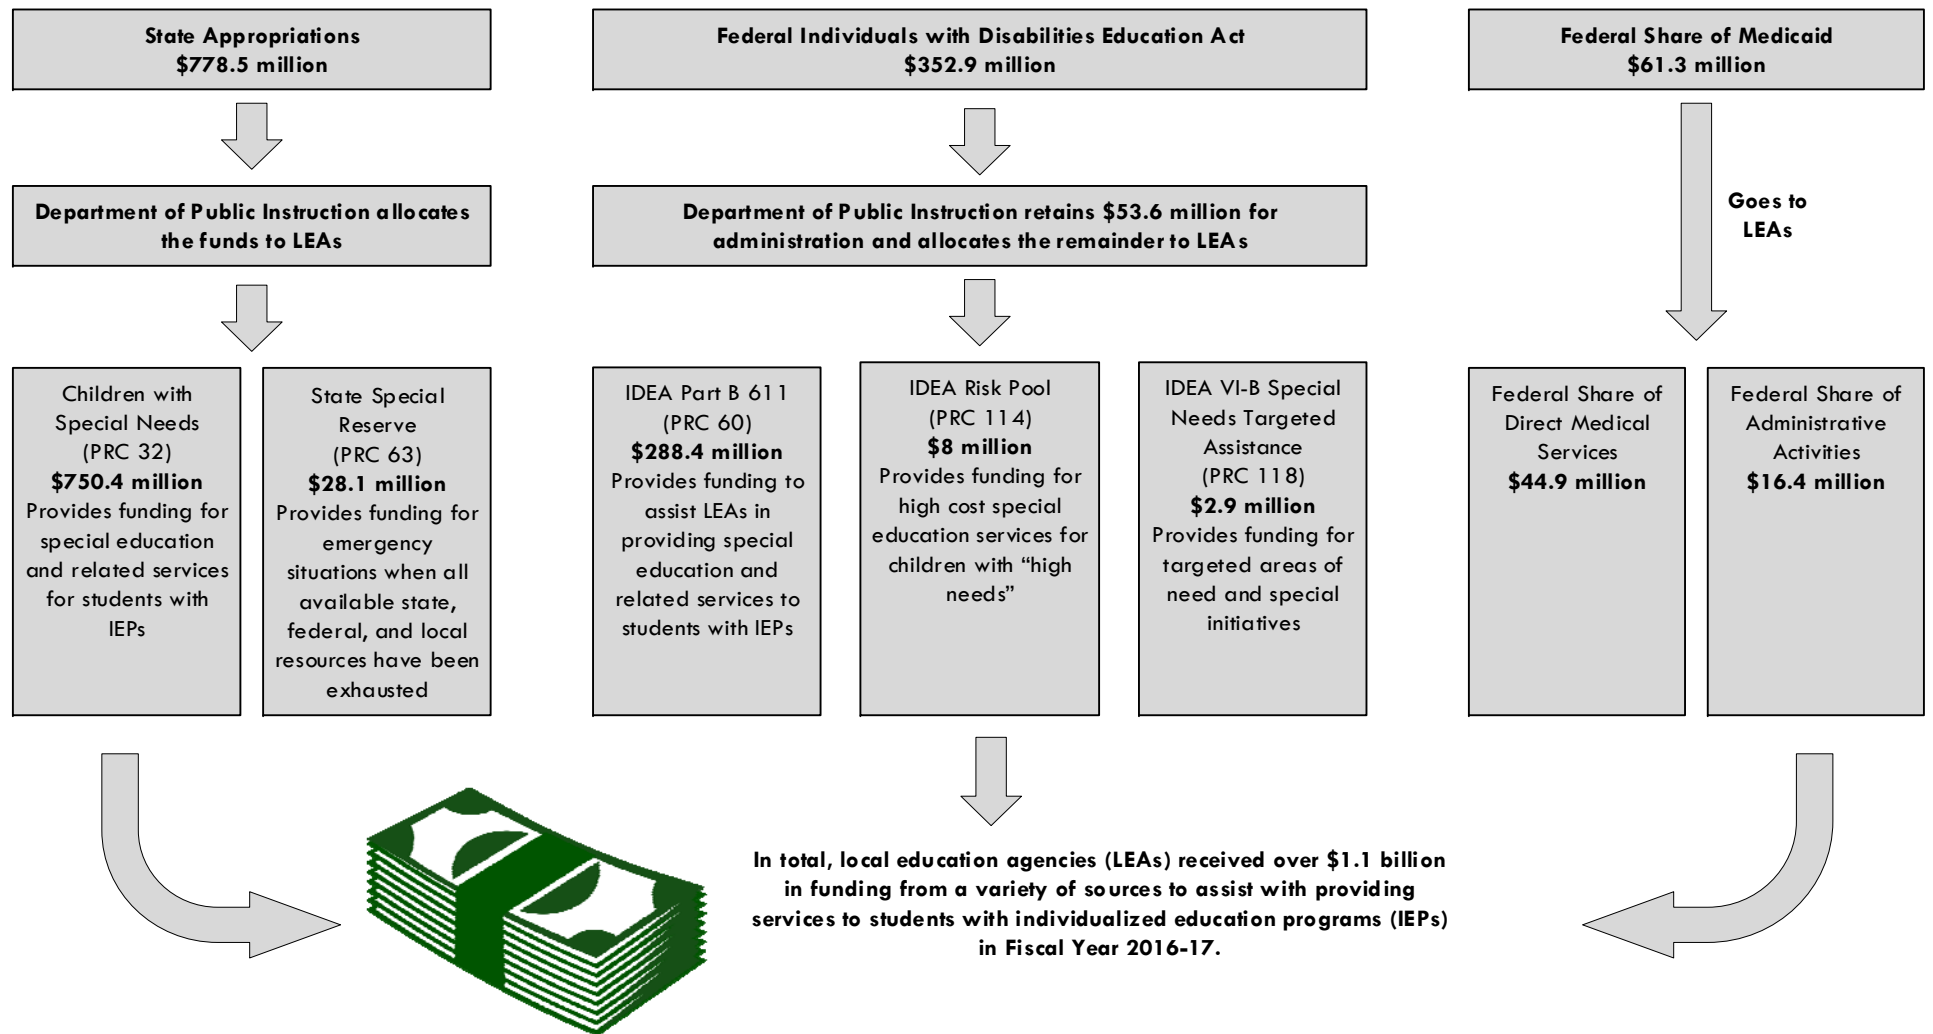 State Appropriations
$778.5 million
Federal Individuals with Disabilities Education Act
$352.9 million
Federal Share of Medicaid
$61.3 million
Department of Public Instruction allocates
the funds to LEAs
Department of Public Instruction retains $53.6 million for
administration and allocates the remainder to LEAs
Goes to
LEAs
Children with
Special Needs
(PRC 32)
$750.4 million
Provides funding for
special education
and related services
for students with
IEPs
State Special
Reserve
(PRC 63)
$28.1 million
Provides funding for
emergency
situations when all
available state,
federal, and local
resources have been
exhausted
IDEA Part B 611
(PRC 60)
$288.4 million
Provides funding to
assist LEAs in
providing special
education and
related services to
students with IEPs
IDEA Risk Pool
(PRC 114)
$8 million
Provides funding for
high cost special
education services for
children with “high
needs”
IDEA VI-B Special
Needs Targeted
Assistance
(PRC 118)
$2.9 million
Provides funding for
targeted areas of
need and special
initiatives
Federal Share of
Direct Medical
Services
$44.9 million
Federal Share of
Administrative
Activities
$16.4 million
In total, local education agencies (LEAs) received over $1.1 billion
in funding from a variety of sources to assist with providing
services to students with individualized education programs (IEPs)
in Fiscal Year 2016-17.